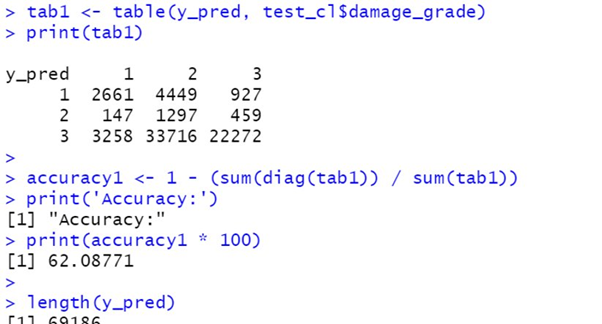 > tab1 <- table(y_pred, test_cl$damage_grade)
> print(tab1)
y_pred 1 2 3
1 2661 4449 927
2 147 1297 459
3 3258 33716 22272
>
> accuracy1 <- 1 - (sum(diag(tab1)) / sum(tab1))
> print('Accuracy:')
[1] "Accuracy:"
> print(accuracy1 * 100)
[1] 62.08771
>
> length(y_pred)
[1] 69186